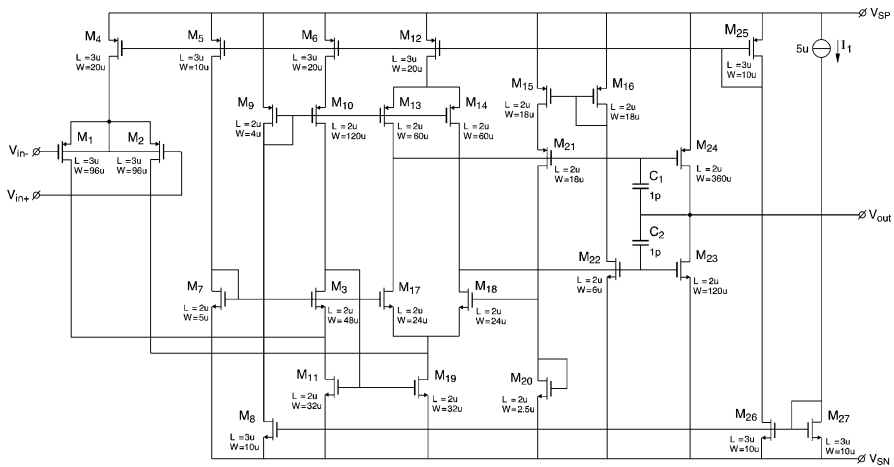 V_SP
M4
L = 3u
W=20u
M5
L = 3u
W=10u
M6
L = 3u
W=20u
M12
L = 3u
W=20u
M25
L = 3u
W=10u
5u
I1
M9
L = 2u
W=4u
M10
L = 2u
W=120u
M13
L = 2u
W=60u
M14
L = 2u
W=60u
M15
L = 2u
W=18u
M16
L = 2u
W=18u
Vin-
M1
L = 3u
W=96u
M2
L = 3u
W=96u
Vin+
M21
L = 2u
W=18u
C1
1p
M24
L = 2u
W=360u
Vout
C2
1p
M7
L = 2u
W=5u
M3
L = 2u
W=48u
M17
L = 2u
W=24u
M18
L = 2u
W=24u
M22
L = 2u
W=6u
M23
L = 2u
W=120u
M11
L = 2u
W=32u
M19
L = 2u
W=32u
M20
L = 2u
W=2.5u
M8
L = 3u
W=10u
M26
L = 3u
W=10u
M27
L = 3u
W=10u
V_SN